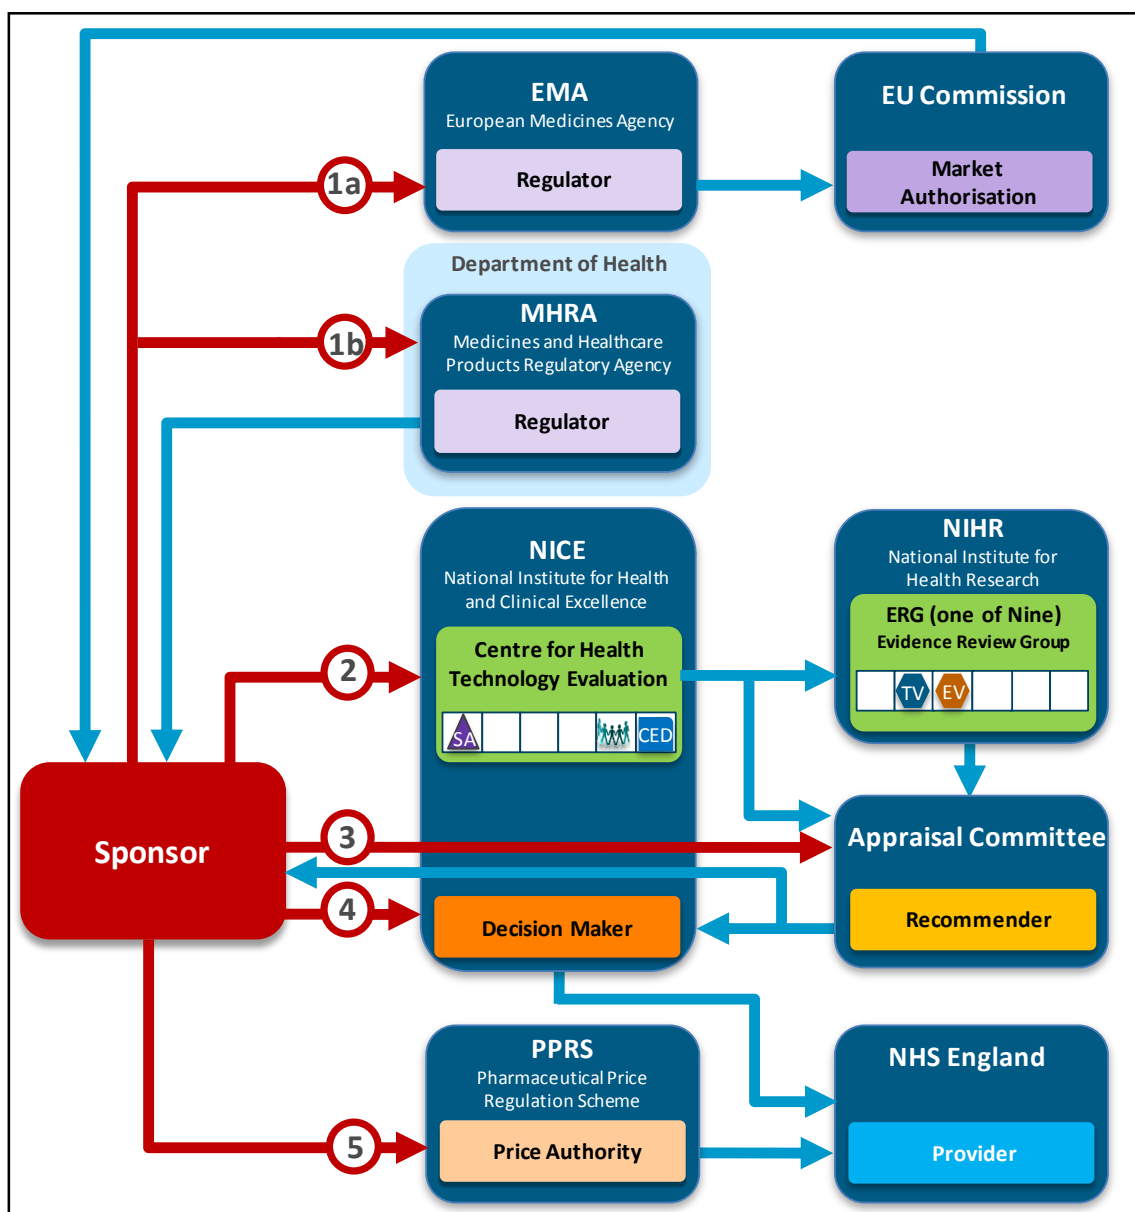 EMA
European Medicines Agency
Regulator
EU Commission
Market
Authorisation
1a
Department of Health
MHRA
Medicines and Healthcare
Products Regulatory Agency
Regulator
1b
NICE
National Institute for Health
and Clinical Excellence
Centre for Health
Technology Evaluation
SA
CED
2
NIHR
National Institute for
Health Research
ERG (one of Nine)
Evidence Review Group
TV
EV
Sponsor
3
4
Decision Maker
Appraisal Committee
Recommender
PPRS
Pharmaceutical Price
Regulation Scheme
Price Authority
5
NHS England
Provider